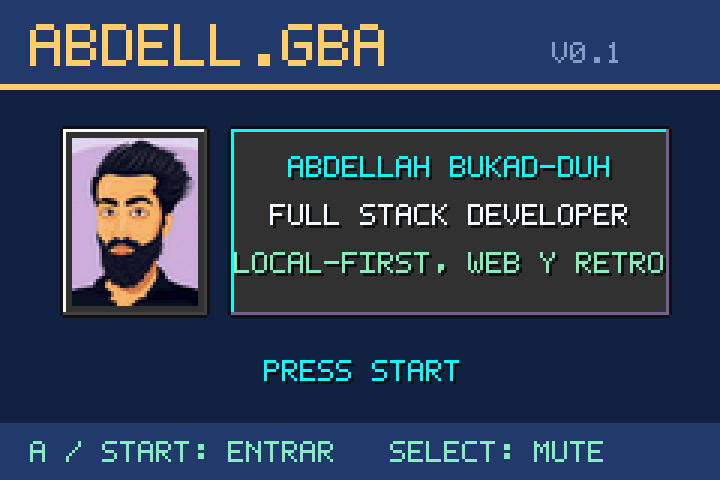 ABDELL.GBA
V0.1
ABDELLAH BUKAD-DUH
FULL STACK DEVELOPER
LOCAL-FIRST, WEB Y RETRO
PRESS START
A / START: ENTRAR SELECT: MUTE